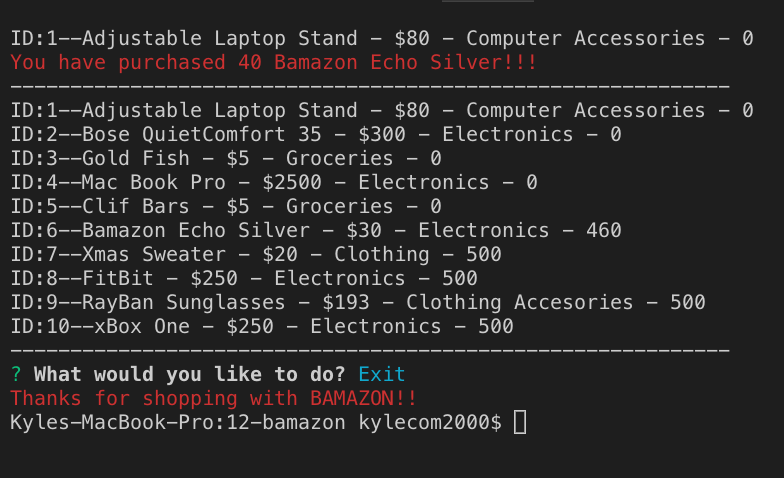 ID:1--Adjustable Laptop Stand - $80 - Computer Accessories - 0
You have purchased 40 Bamazon Echo Silver!!!
------------------------------------------------------------
ID:1--Adjustable Laptop Stand - $80 - Computer Accessories - 0
ID:2--Bose QuietComfort 35 - $300 - Electronics - 0
ID:3--Gold Fish - $5 - Groceries - 0
ID:4--Mac Book Pro - $2500 - Electronics - 0
ID:5--Clif Bars - $5 - Groceries - 0
ID:6--Bamazon Echo Silver - $30 - Electronics - 460
ID:7--Xmas Sweater - $20 - Clothing - 500
ID:8--FitBit - $250 - Electronics - 500
ID:9--RayBan Sunglasses - $193 - Clothing Accesories - 500
ID:10--xBox One - $250 - Electronics - 500
------------------------------------------------------------
? What would you like to do? Exit
Thanks for shopping with BAMAZON!!
Kyles-MacBook-Pro:12-bamazon kylecom2000$